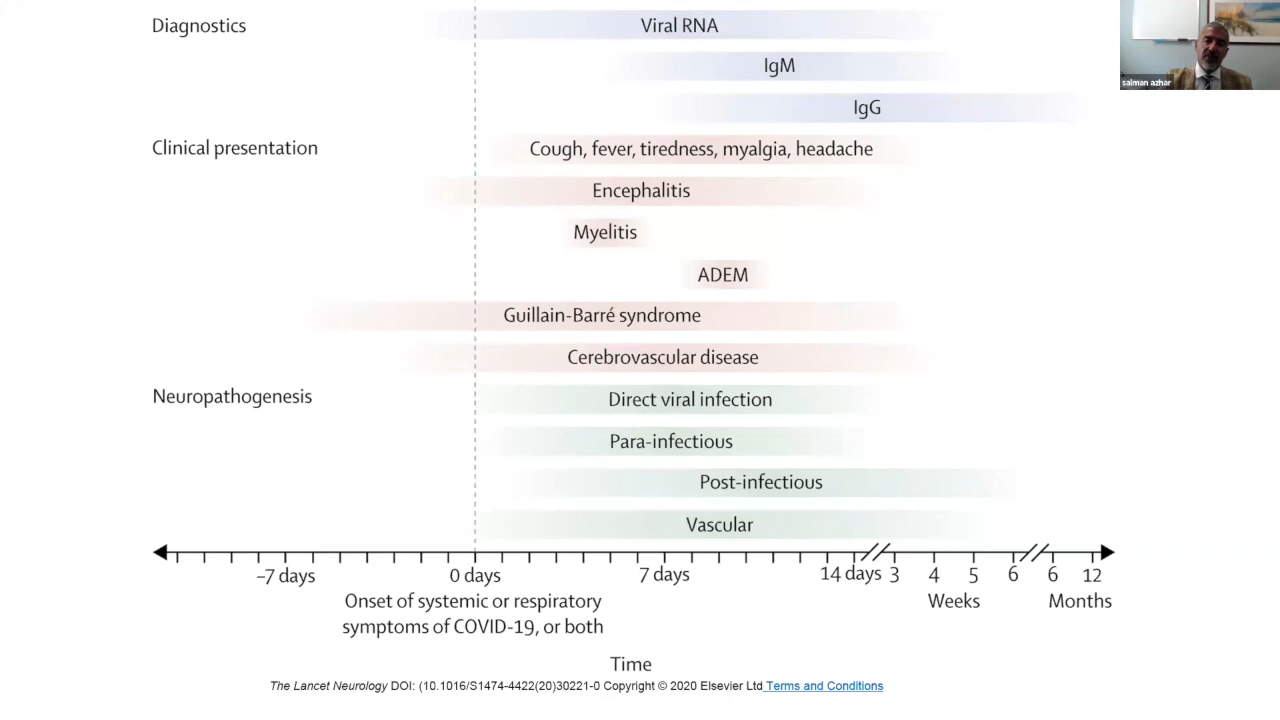 Diagnostics
Viral RNA
IgM
IgG
Clinical presentation
Cough, fever, tiredness, myalgia, headache
Encephalitis
Myelitis
ADEM
Guillain-Barré syndrome
Cerebrovascular disease
Neuropathogenesis
Direct viral infection
Para-infectious
Post-infectious
Vascular
–7 days
0 days
7 days
14 days
3
4
5
6
6
12
Weeks
Months
Onset of systemic or respiratory
symptoms of COVID-19, or both
Time
The Lancet Neurology DOI: (10.1016/S1474-4422(20)30221-0 Copyright © 2020 Elsevier Ltd Terms and Conditions
salman azhar